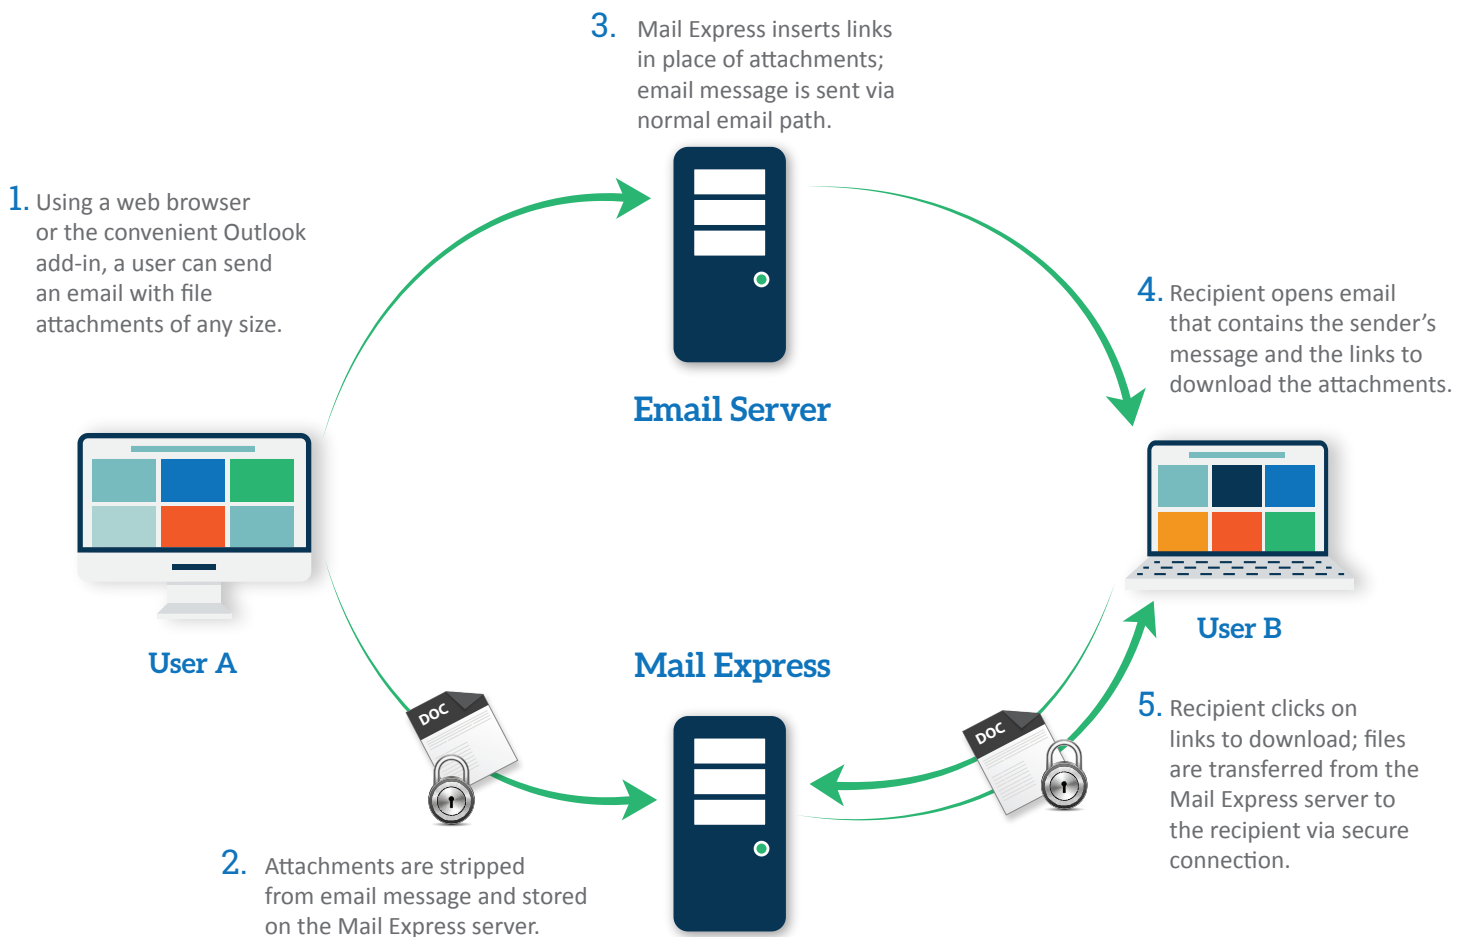 3. Mail Express inserts links
in place of attachments;
email message is sent via
normal email path.
1. Using a web browser
or the convenient Outlook
add-in, a user can send
an email with file
attachments of any size.
4. Recipient opens email
that contains the sender's
message and the links to
download the attachments.
Email Server
User A
Mail Express
User B
DOC
DOC
5. Recipient clicks on
links to download; files
are transferred from the
Mail Express server to
the recipient via secure
connection.
2. Attachments are stripped
from email message and stored
on the Mail Express server.